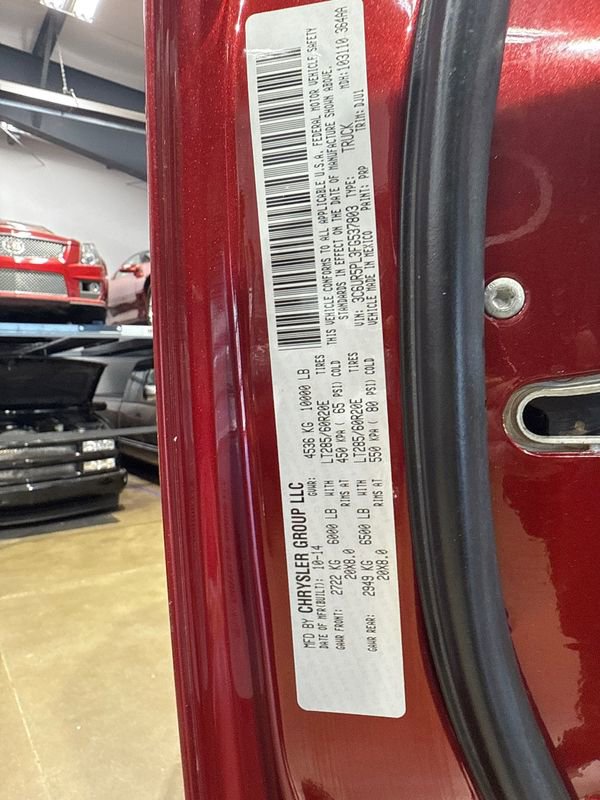 MFD BY CHRYSLER GROUP LLC
DATE OF MFR(BUILT): 10-14
GVWR: 4536 KG 10000 LB
GAWR FRONT: 2722 KG 6000 LB WITH LT285/60R20E TIRES
20X8.0 RIMS AT 450 KPA ( 65 PSI) COLD
GAWR REAR: 2949 KG 6500 LB WITH LT285/60R20E TIRES
20X8.0 RIMS AT 550 KPA ( 80 PSI) COLD
THIS VEHICLE CONFORMS TO ALL APPLICABLE U.S.A. FEDERAL MOTOR VEHICLE SAFETY
STANDARDS IN EFFECT ON THE DATE OF MANUFACTURE SHOWN ABOVE.
MDH:103110 364AA
VIN: 3C6UR5PL3FG537803 TYPE: TRUCK
VEHICLE MADE IN MEXICO PAINT: PRP TRIM: DJV1